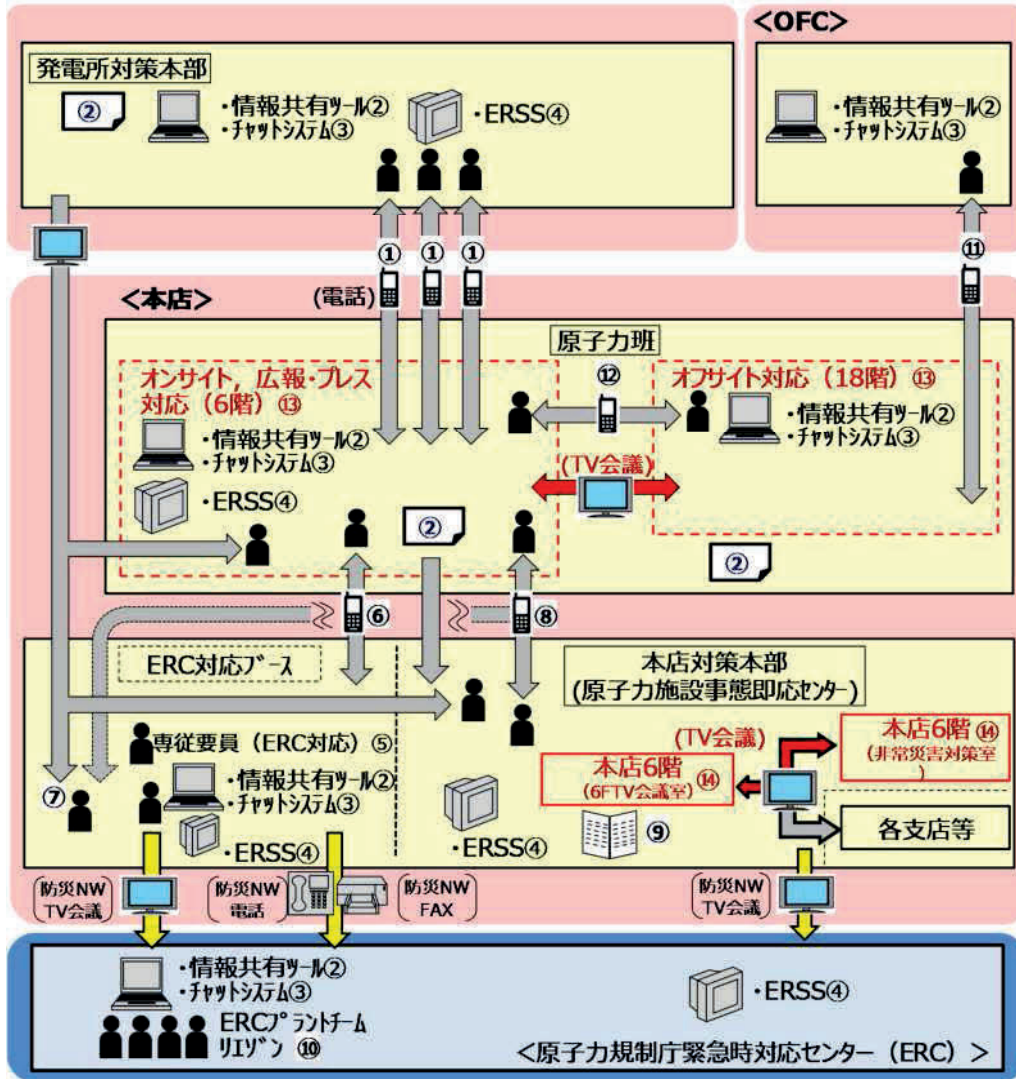 <OFC>
発電所対策本部
②
・情報共有ツール②
・チャットシステム③
・ERSS④
・情報共有ツール②
・チャットシステム③
①
①
①
⑪
<本店>
(電話)
原子力班
オンサイト，広報・プレス
対応（6階）⑬
・情報共有ツール②
・チャットシステム③
・ERSS④
⑫
オフサイト対応（18階）⑬
・情報共有ツール②
・チャットシステム③
(TV会議)
②
②
⑥
⑧
ERC対応ブース
本店対策本部
(原子力施設事態即応センター)
専従要員（ERC対応）⑤
⑦
・情報共有ツール②
・チャットシステム③
・ERSS④
・ERSS④
(TV会議)
本店6階⑭
(6FTV会議室)
本店6階⑭
(非常災害対策室
)
⑨
各支店等
防災NW
TV会議
防災NW
電話
防災NW
FAX
防災NW
TV会議
・情報共有ツール②
・チャットシステム③
ERCプラントチーム
リエゾン ⑩
・ERSS④
<原子力規制庁緊急時対応センター（ERC）>